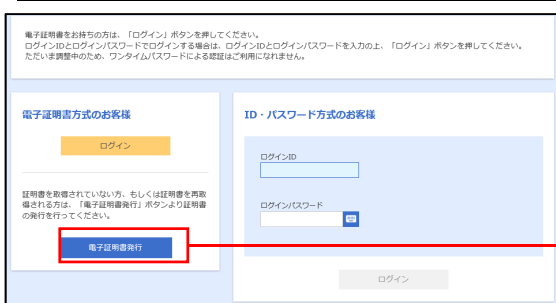 電子証明書をお持ちの方は、「ログイン」ボタンを押してください。
ログインIDとログインパスワードでログインする場合は、ログインIDとログインパスワードを入力の上、「ログイン」ボタンを押してください。
ただいま調整中のため、ワンタイムパスワードによる認証はご利用になれません。
電子証明書方式のお客様
ログイン
証明書を取得されていない方、もしくは証明書を再取
得される方は、「電子証明書発行」ボタンより証明書
の発行を行ってください。
電子証明書発行
ID・パスワード方式のお客様
ログインID
ログインパスワード
ログイン